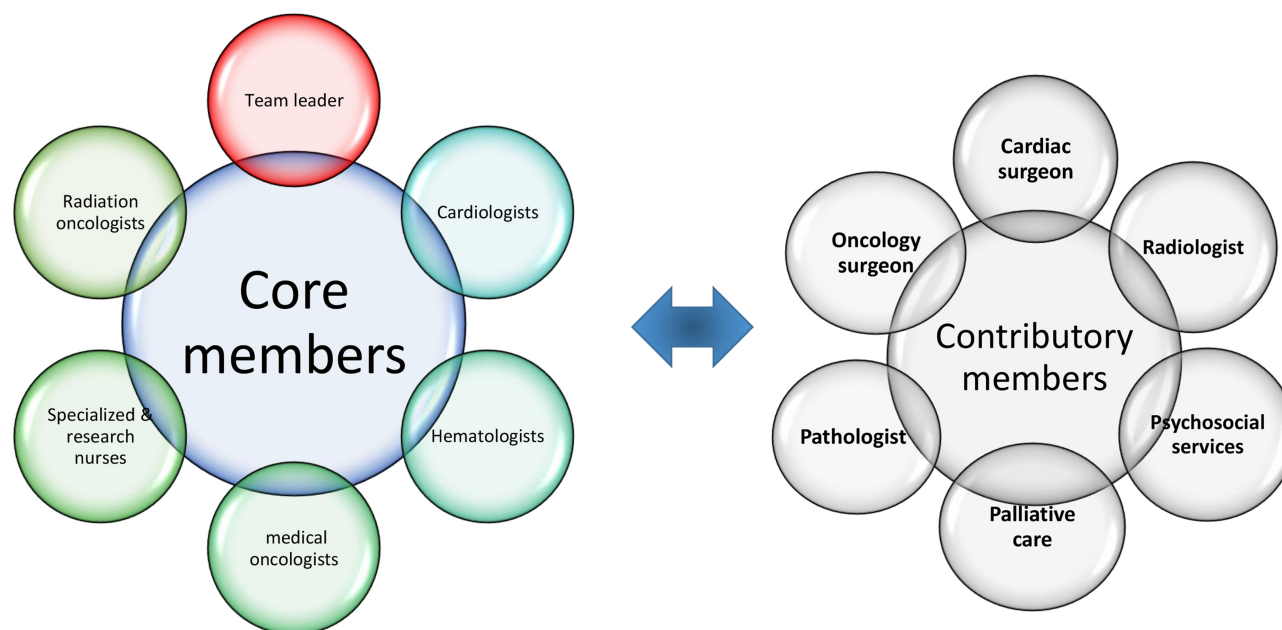 Team leader
Cardiologists
Hematologists
medical
oncologists
Specialized &
research
nurses
Radiation
oncologists
Core
members
Cardiac
surgeon
Radiologist
Psychosocial
services
Palliative
care
Pathologist
Oncology
surgeon
Contributory
members